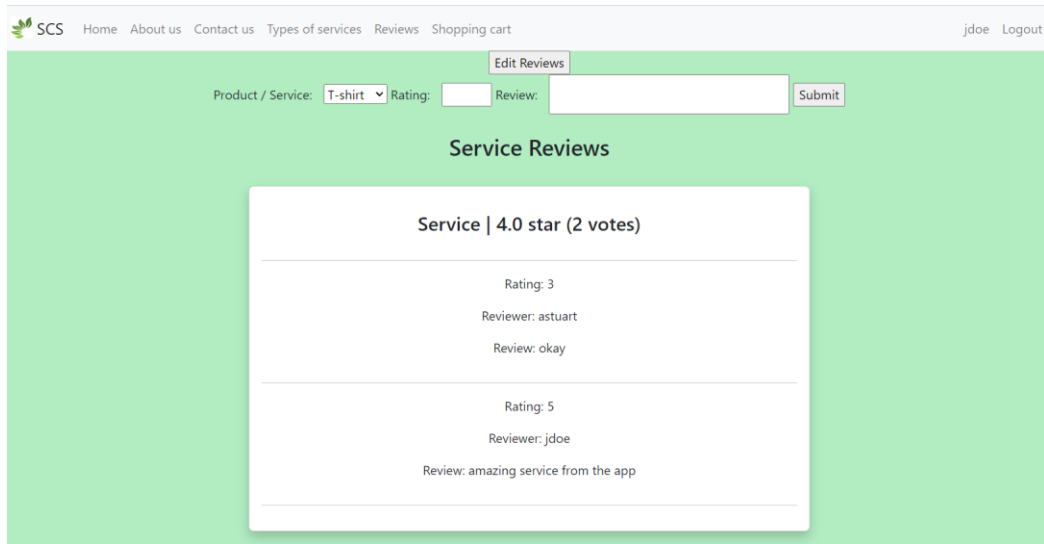 SCS Home About us Contact us Types of services Reviews Shopping cart jdoe Logout
Edit Reviews
Product / Service: T-shirt Rating: Review: Submit
Service Reviews
Service | 4.0 star (2 votes)
Rating: 3
Reviewer: astuart
Review: okay
Rating: 5
Reviewer: jdoe
Review: amazing service from the app